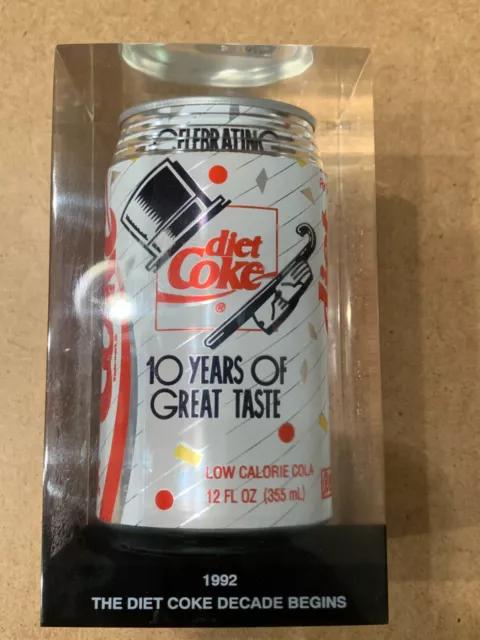 CELEBRATING
diet
Coke
®
10 YEARS OF
GREAT TASTE
LOW CALORIE COLA
12 FL OZ (355 mL)
1992
THE DIET COKE DECADE BEGINS